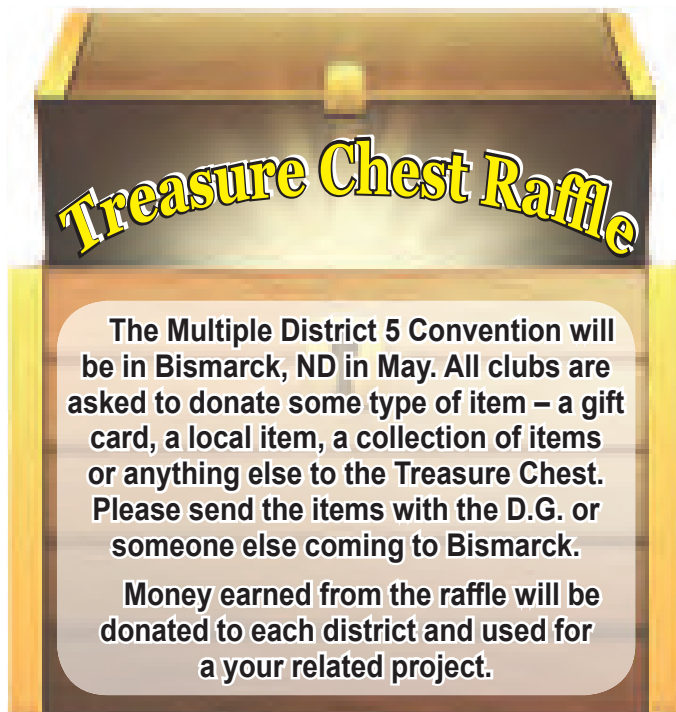 Treasure Chest Raffle
The Multiple District 5 Convention will
be in Bismarck, ND in May. All clubs are
asked to donate some type of item – a gift
card, a local item, a collection of items
or anything else to the Treasure Chest.
Please send the items with the D.G. or
someone else coming to Bismarck.
Money earned from the raffle will be
donated to each district and used for
a your related project.